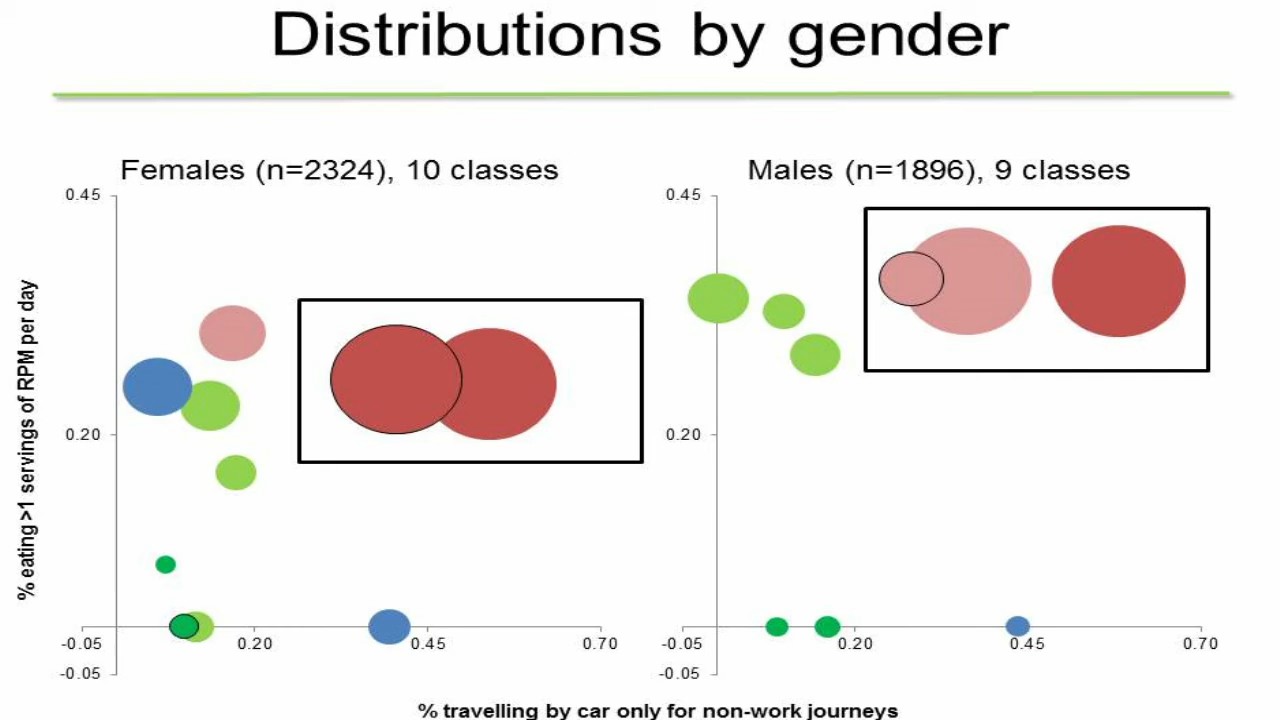 Distributions by gender
Females (n=2324), 10 classes
Males (n=1896), 9 classes
% eating >1 servings of RPM per day
0.45
0.20
-0.05
-0.05
0.20
0.45
0.70
0.45
0.20
-0.05
-0.05
0.20
0.45
0.70
% travelling by car only for non-work journeys